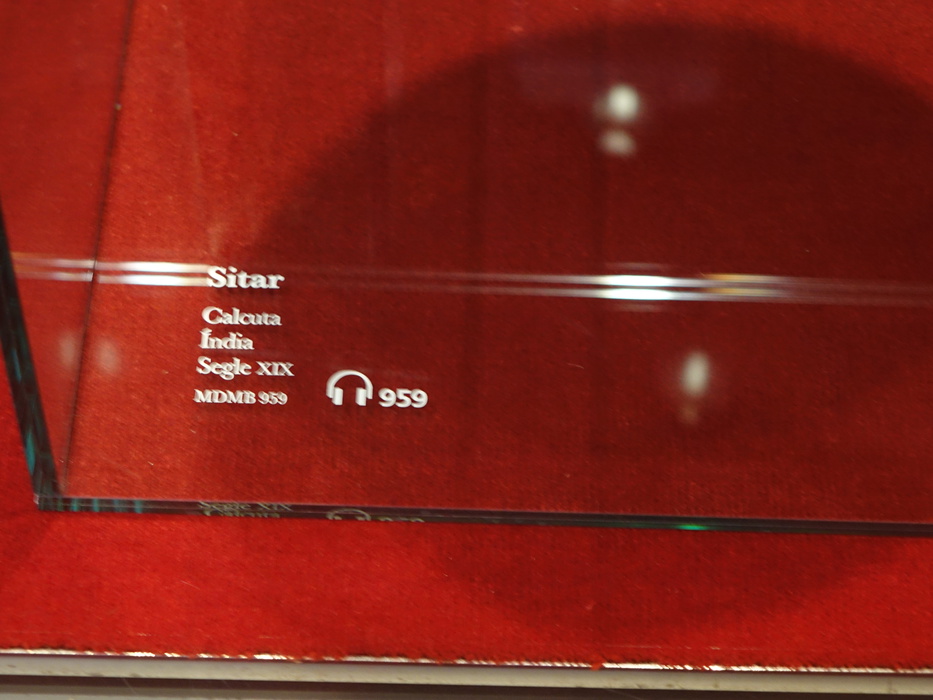 Sitar
Calcuta
Índia
Segle XIX
MDMB 959
959